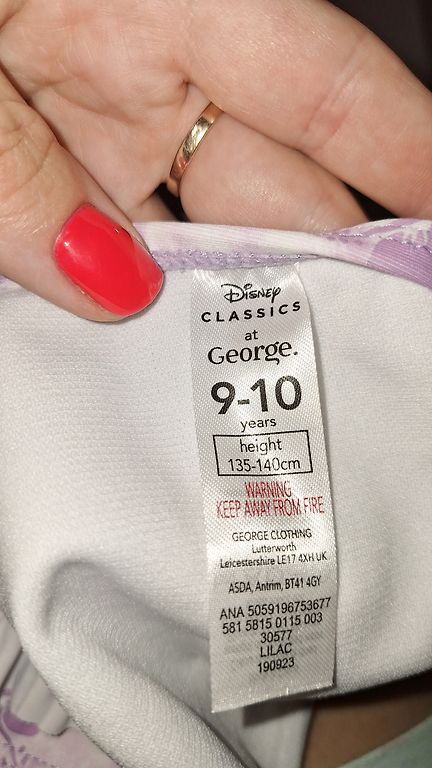 Disney
CLASSICS
at
George.
9-10
years
height
135-140cm
WARNING
KEEP AWAY FROM FIRE
GEORGE CLOTHING
Lutterworth
Leicestershire LE17 4XH UK
ASDA, Antrim, BT41 4GY
ANA 5059196753677
581 5815 0115 003
30577
LILAC
190923